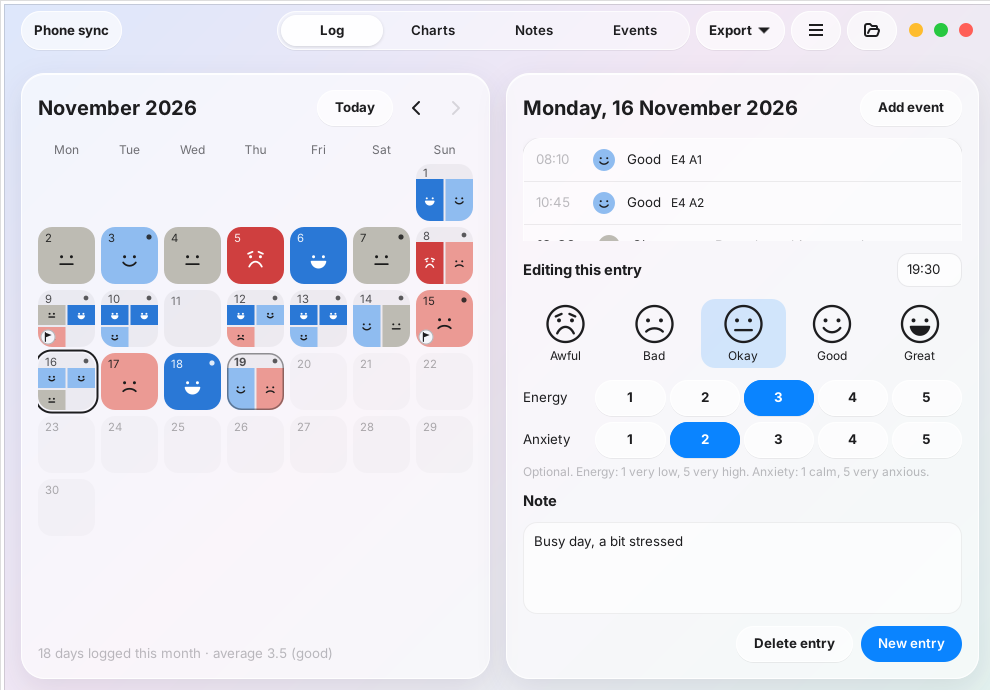 Phone sync
Log Charts Notes Events
Export
November 2026
Today
Mon Tue Wed Thu Fri Sat Sun
1
2 3 4 5 6 7 8
9 10 11 12 13 14 15
16 17 18 19 20 21 22
23 24 25 26 27 28 29
30
18 days logged this month · average 3.5 (good)
Monday, 16 November 2026
Add event
08:10 Good E4 A1
10:45 Good E4 A2
Editing this entry
19:30
Awful Bad Okay Good Great
Energy 1 2 3 4 5
Anxiety 1 2 3 4 5
Optional. Energy: 1 very low, 5 very high. Anxiety: 1 calm, 5 very anxious.
Note
Busy day, a bit stressed
Delete entry
New entry